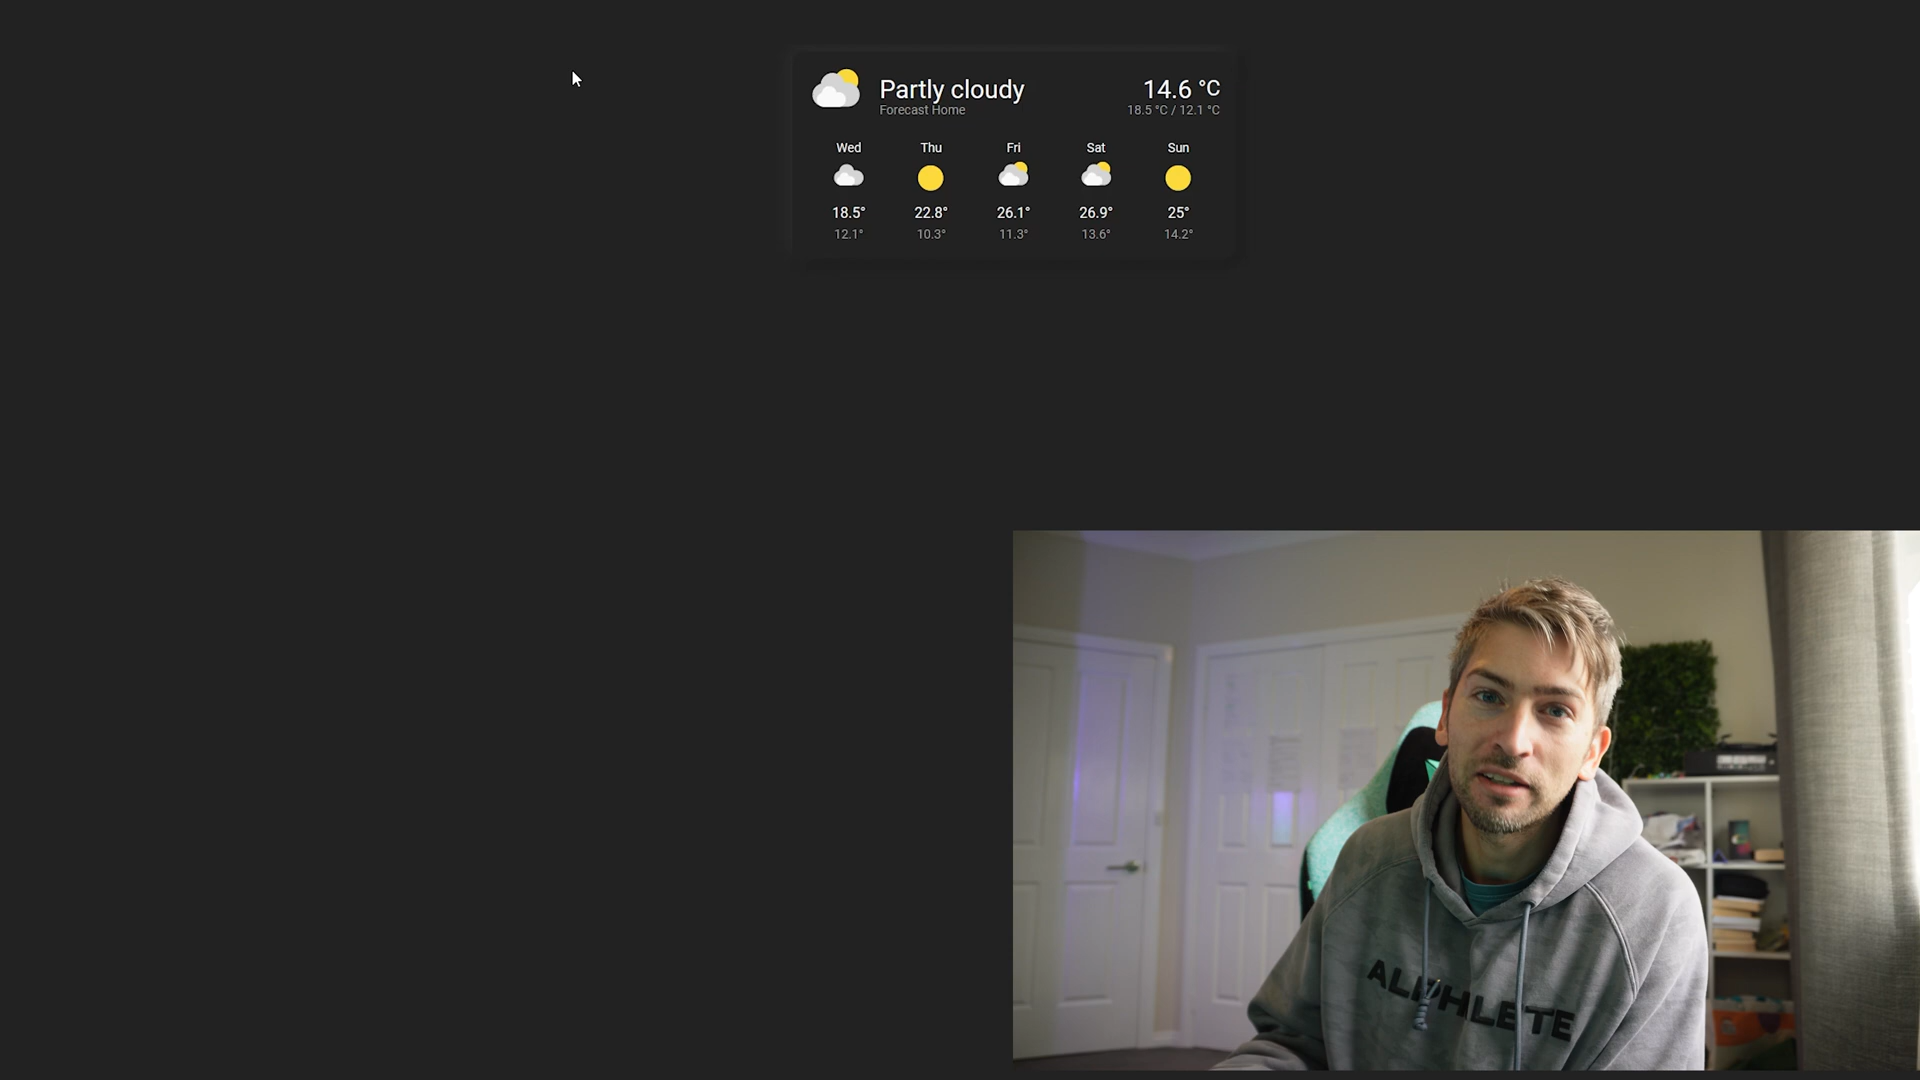 Partly cloudy
14.6 °C
Forecast Home
18.5 °C / 12.1 °C
Wed Thu Fri Sat Sun
18.5° 22.8° 26.1° 26.9° 25°
12.1° 10.3° 11.3° 13.6° 14.2°
ALPHLETE